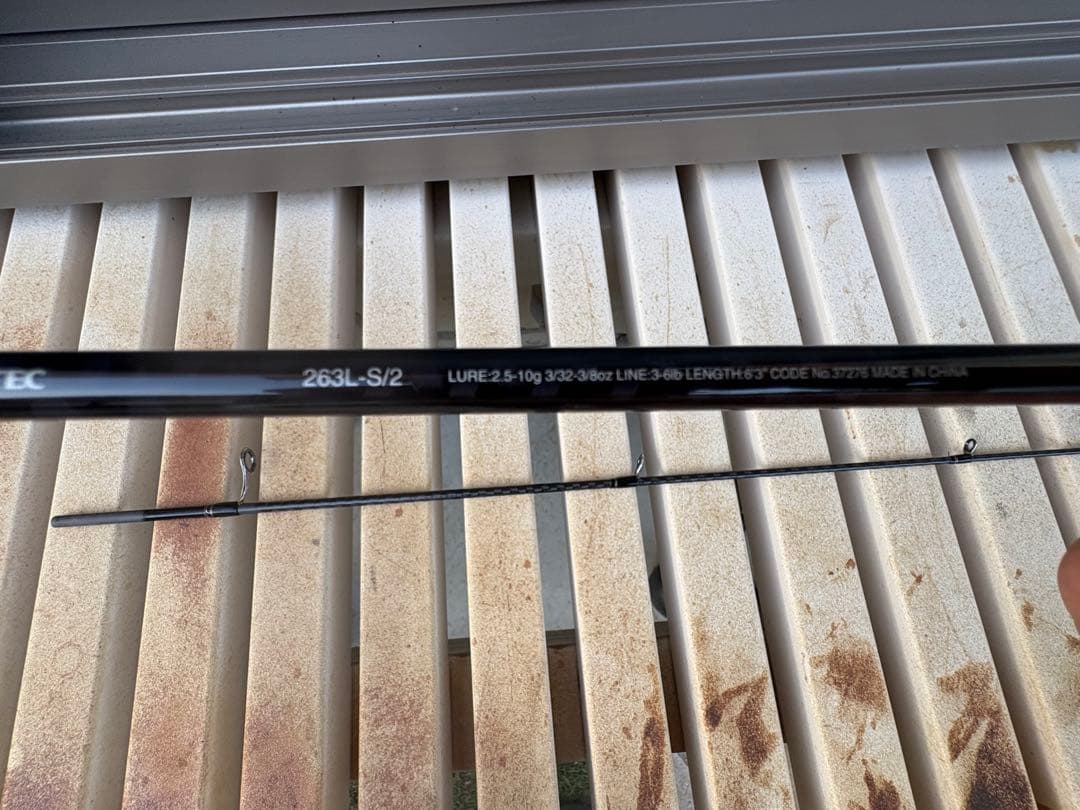 TEC 263L-S/2 LURE:2.5-10g 3/32-3/8oz LINE:3-6lb LENGTH:6'3" CODE No.37276 MADE IN CHINA